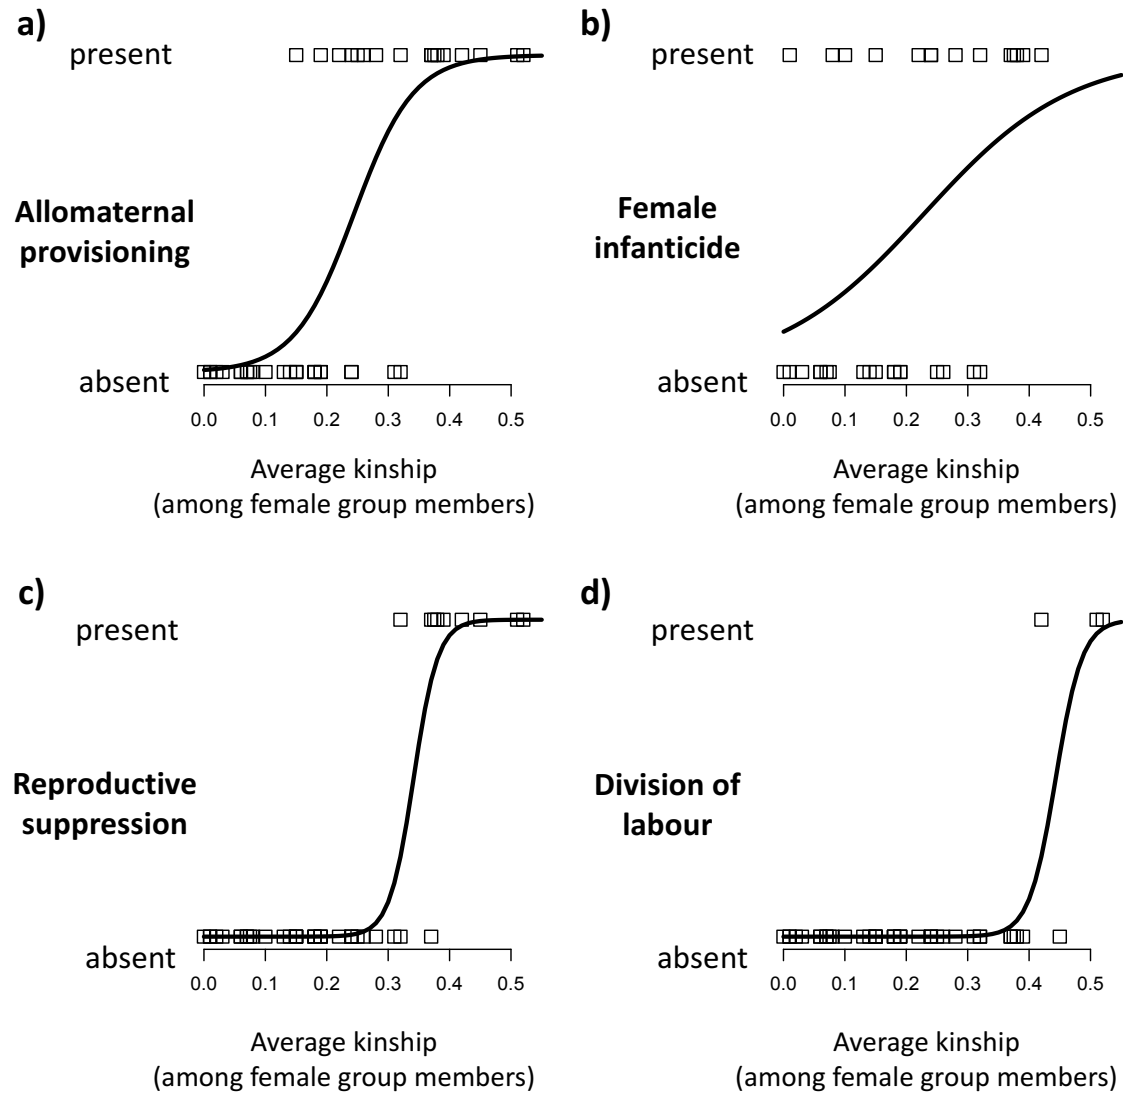 a)
present
Allomaternal
provisioning
absent
0.0 0.1 0.2 0.3 0.4 0.5
Average kinship
(among female group members)
b)
present
Female
infanticide
absent
0.0 0.1 0.2 0.3 0.4 0.5
Average kinship
(among female group members)
c)
present
Reproductive
suppression
absent
0.0 0.1 0.2 0.3 0.4 0.5
Average kinship
(among female group members)
d)
present
Division of
labour
absent
0.0 0.1 0.2 0.3 0.4 0.5
Average kinship
(among female group members)